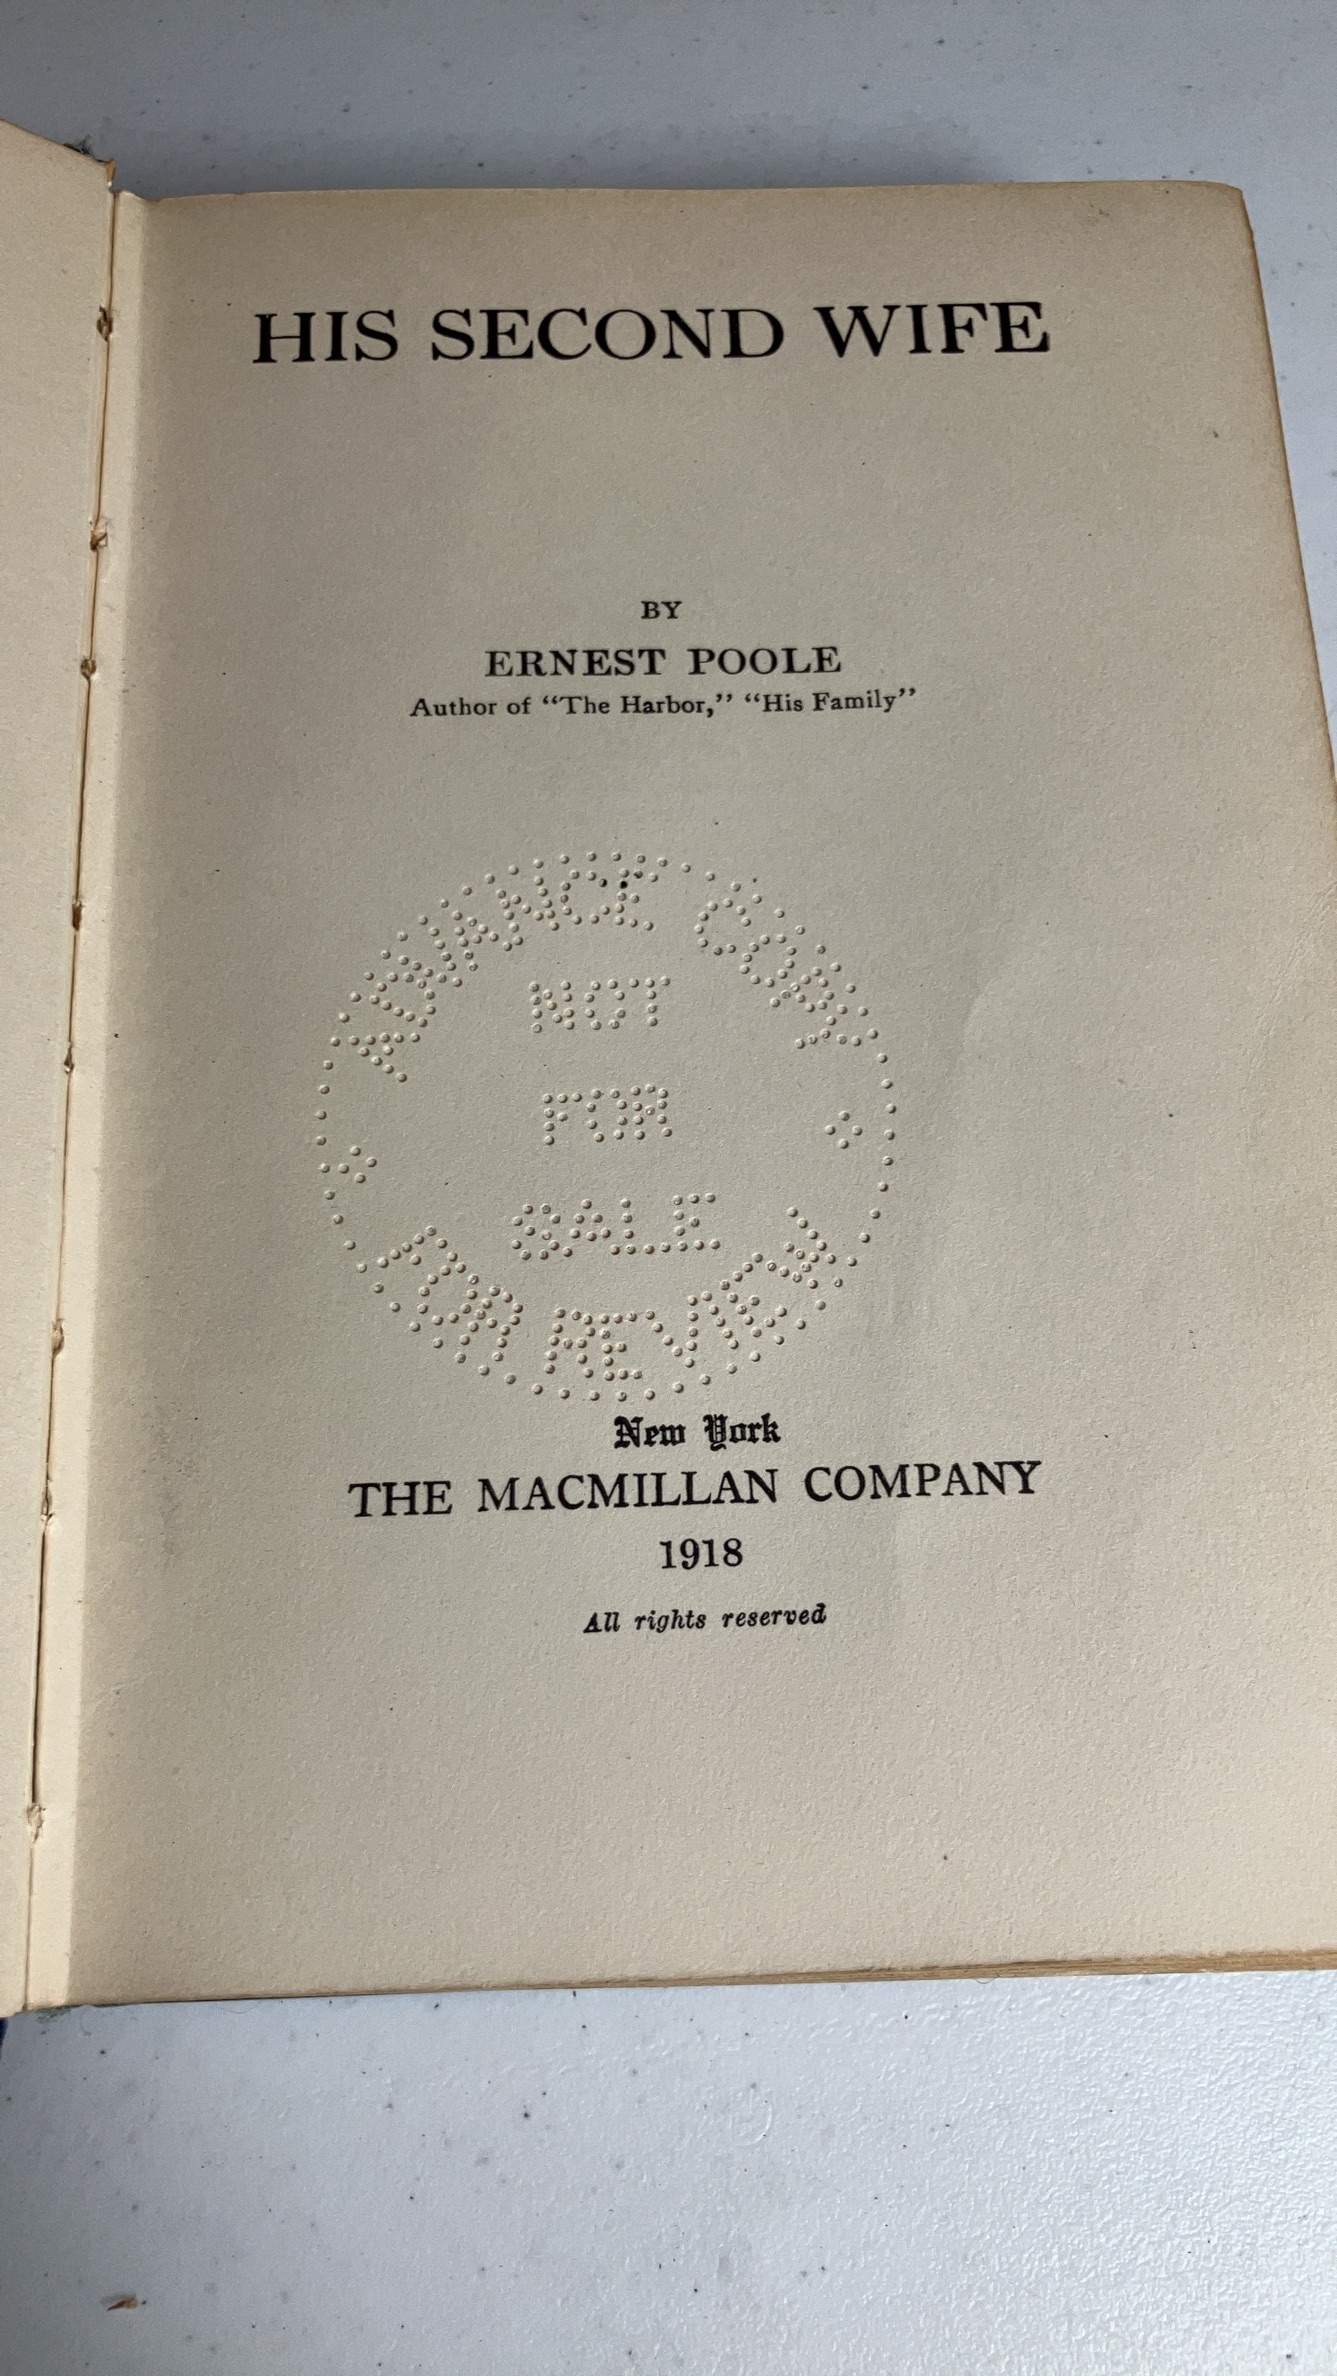 HIS SECOND WIFE
BY
ERNEST POOLE
Author of “The Harbor,” “His Family”
ADVANCE COPY
NOT
FOR
SALE
FOR REVIEW
New York
THE MACMILLAN COMPANY
1918
All rights reserved